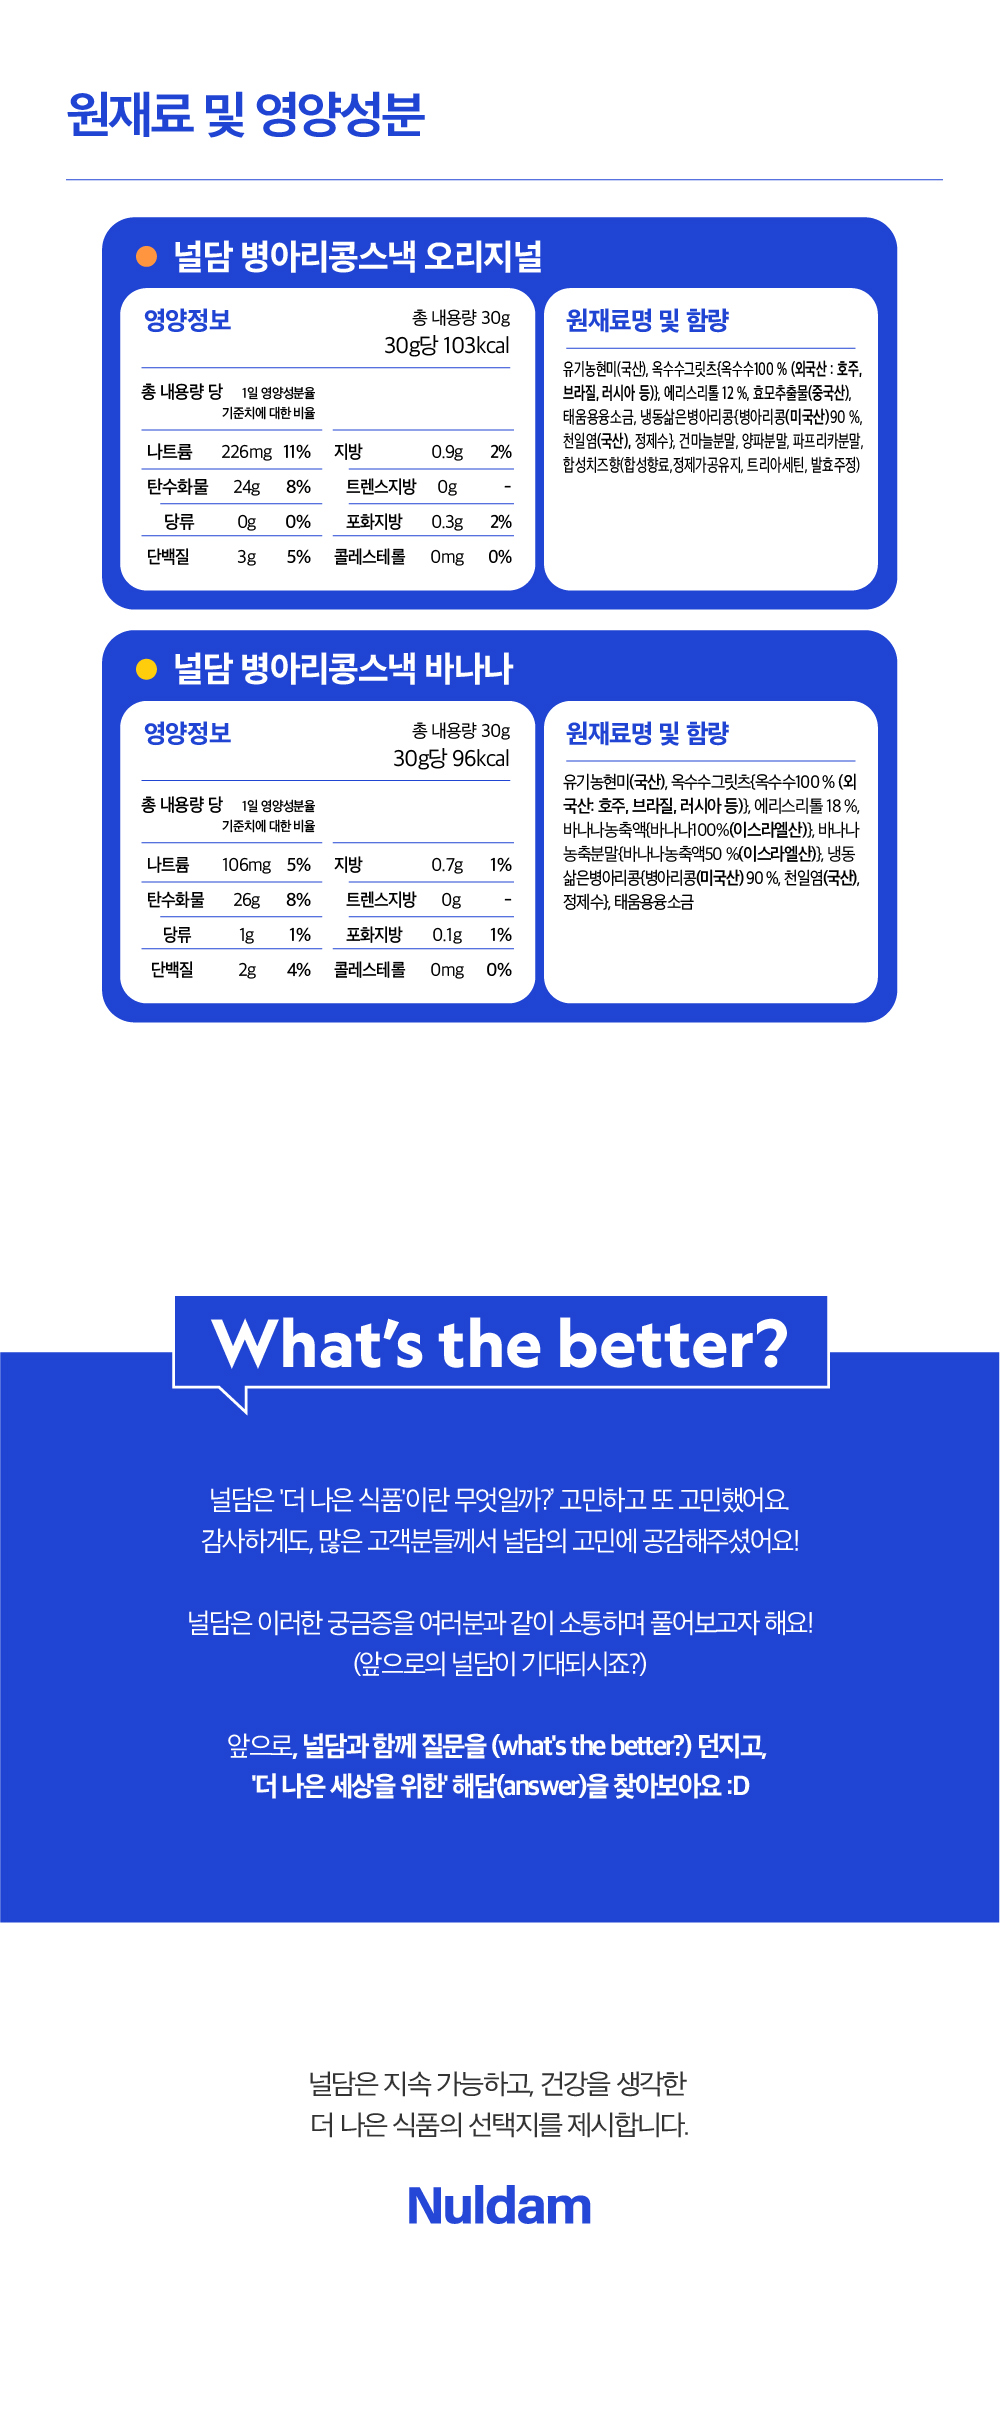 원재료 및 영양성분
널담 병아리콩스낵 오리지널
영양정보
총 내용량 30g
30g당 103kcal
총 내용량 당 1일 영양성분율
기준치에 대한 비율
나트륨 226mg 11% 지방 0.9g 2%
탄수화물 24g 8% 트렌스지방 0g -
당류 0g 0% 포화지방 0.3g 2%
단백질 3g 5% 콜레스테롤 0mg 0%
원재료명 및 함량
유기농현미(국산), 옥수수그릿츠{옥수수100 % (외국산 : 호주,
브라질, 러시아 등)}, 에리스리톨 12 %, 효모추출물(중국산),
태움융용소금, 냉동삶은병아리콩{병아리콩(미국산)90 %,
천일염(국산), 정제수}, 건마늘분말, 양파분말, 파프리카분말,
합성치즈향(합성향료,정제가공유지, 트리아세틴, 발효주정)
널담 병아리콩스낵 바나나
영양정보
총 내용량 30g
30g당 96kcal
총 내용량 당 1일 영양성분율
기준치에 대한 비율
나트륨 106mg 5% 지방 0.7g 1%
탄수화물 26g 8% 트렌스지방 0g -
당류 1g 1% 포화지방 0.1g 1%
단백질 2g 4% 콜레스테롤 0mg 0%
원재료명 및 함량
유기농현미(국산), 옥수수그릿츠{옥수수100 % (외
국산: 호주, 브라질, 러시아 등)}, 에리스리톨 18 %,
바나나농축액{바나나100%(이스라엘산)}, 바나나
농축분말{바나나농축액50 %(이스라엘산)}, 냉동
삶은병아리콩{병아리콩(미국산) 90 %, 천일염(국산),
정제수}, 태움융용소금
What's the better?
널담은 '더 나은 식품'이란 무엇일까?' 고민하고 또 고민했어요.
감사하게도, 많은 고객분들께서 널담의 고민에 공감해주셨어요!
널담은 이러한 궁금증을 여러분과 같이 소통하며 풀어보고자 해요!
(앞으로의 널담이 기대되시죠?)
앞으로, 널담과 함께 질문을 (what's the better?) 던지고,
'더 나은 세상을 위한' 해답(answer)을 찾아보아요 :D
널담은 지속 가능하고, 건강을 생각한
더 나은 식품의 선택지를 제시합니다.
Nuldam